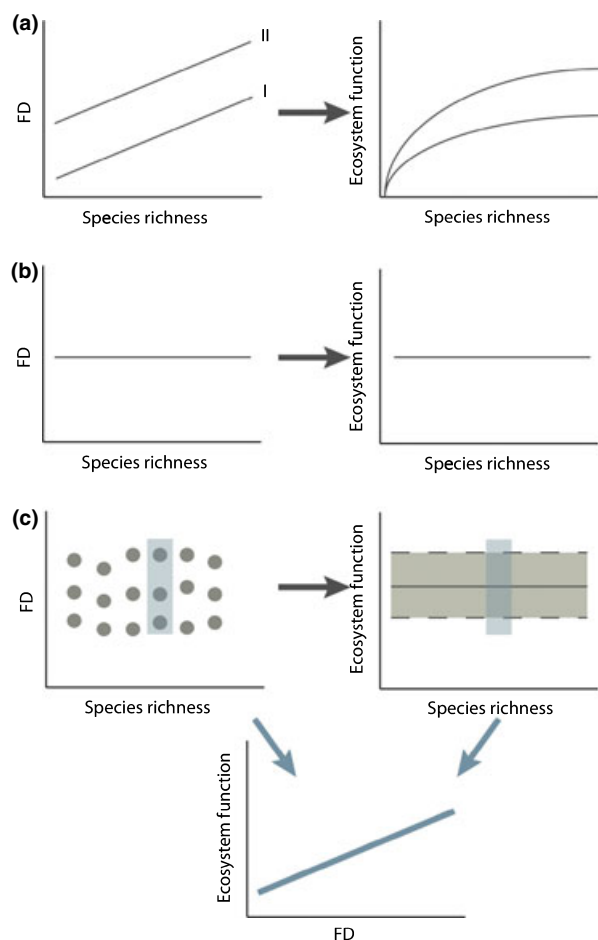 (a)
FD
II
I
Species richness
Ecosystem function
Species richness
(b)
FD
Species richness
Ecosystem function
Species richness
(c)
FD
Species richness
Ecosystem function
Species richness
Ecosystem function
FD